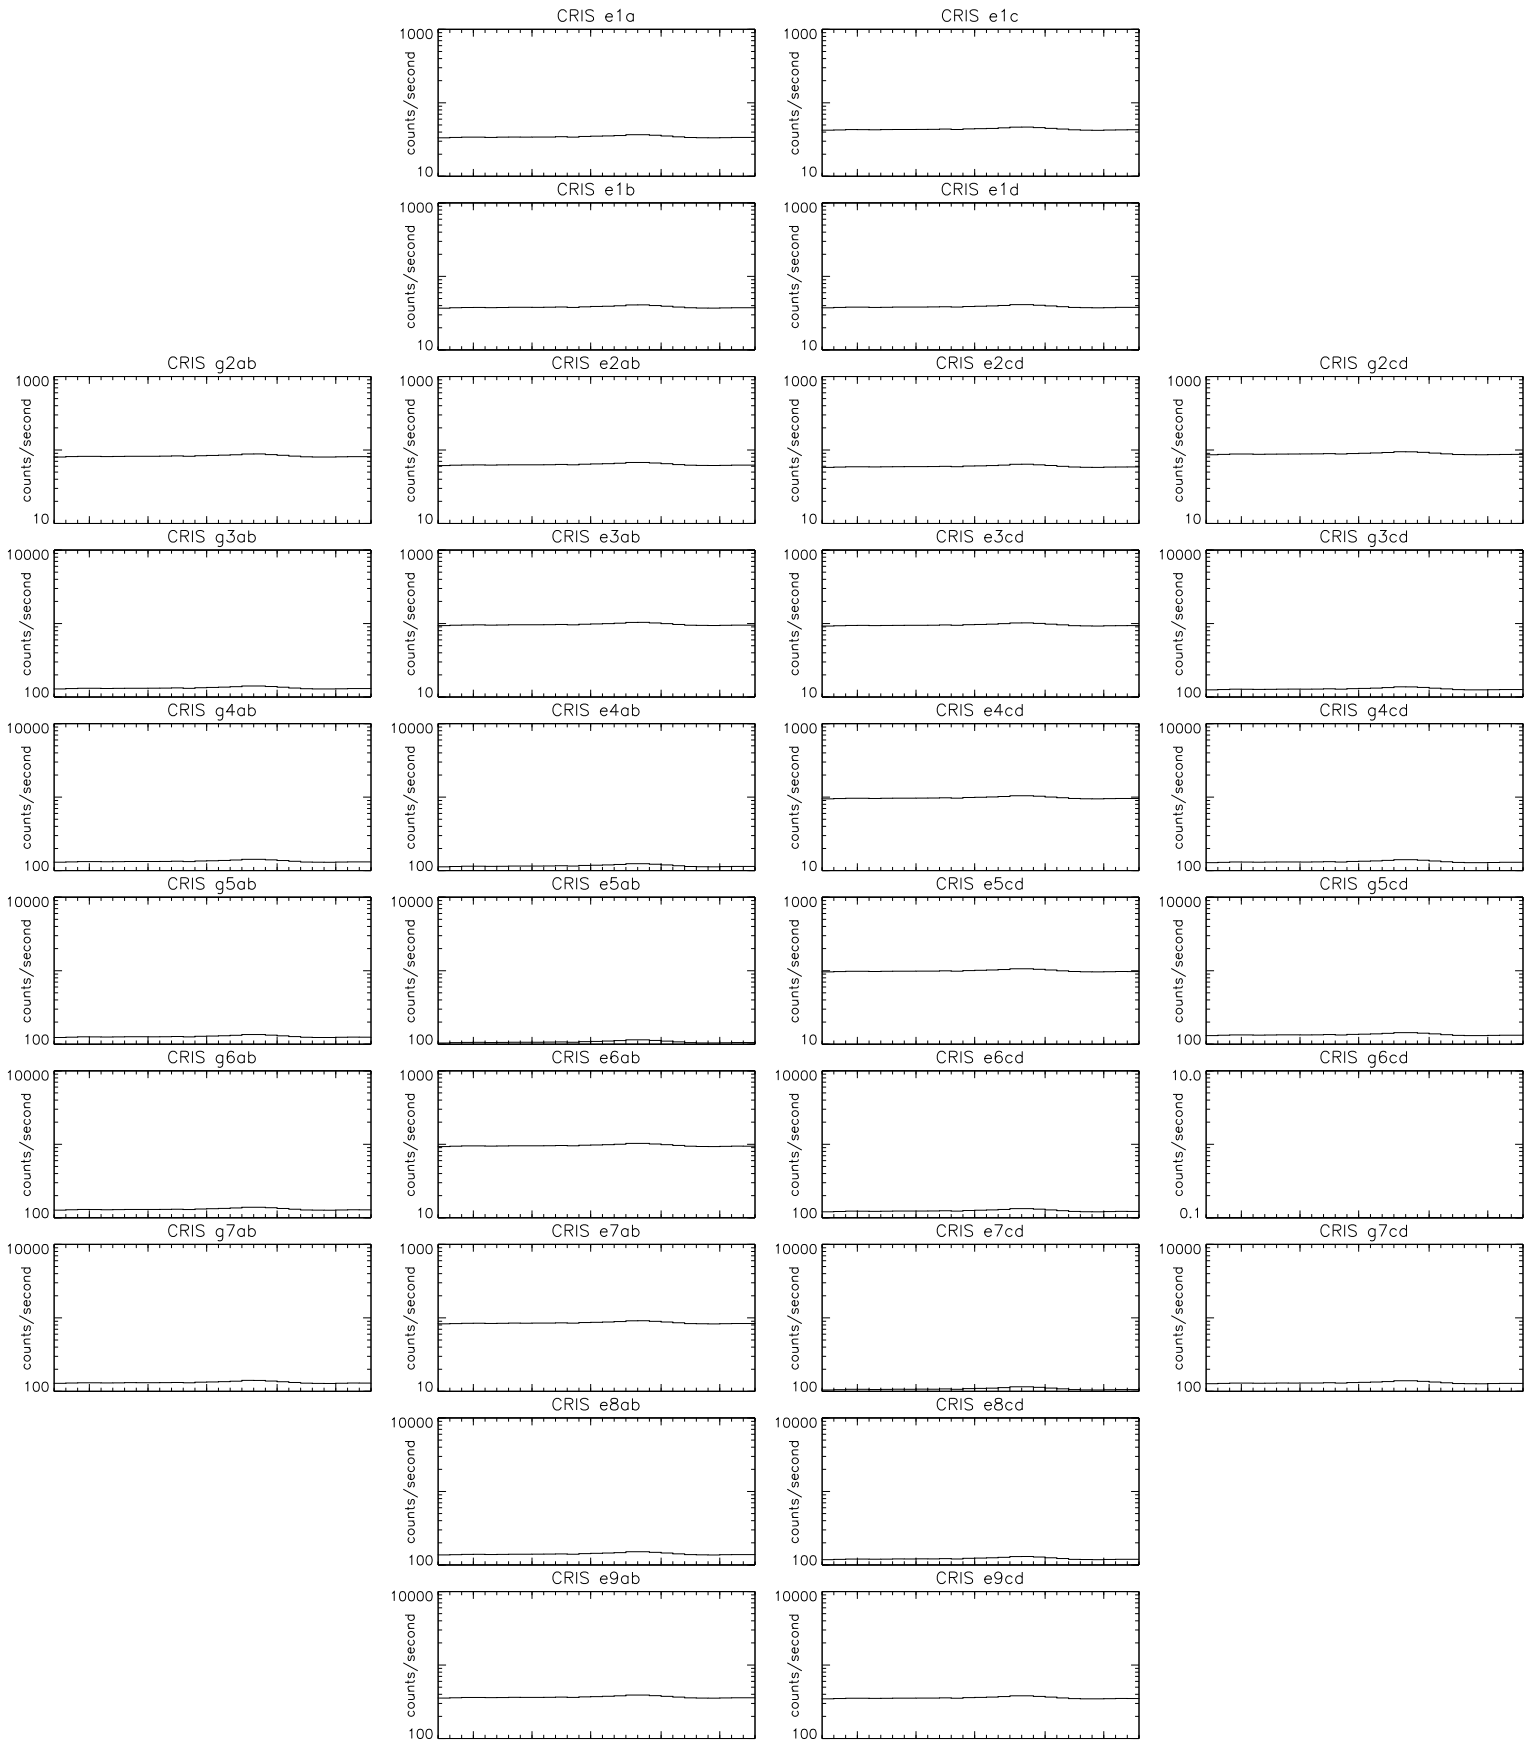 CRIS e1a
1000
counts/second
10
CRIS e1c
1000
counts/second
10
CRIS e1b
1000
counts/second
10
CRIS e1d
1000
counts/second
10
CRIS g2ab
1000
counts/second
10
CRIS e2ab
1000
counts/second
10
CRIS e2cd
1000
counts/second
10
CRIS g2cd
1000
counts/second
10
CRIS g3ab
10000
counts/second
100
CRIS e3ab
1000
counts/second
10
CRIS e3cd
1000
counts/second
10
CRIS g3cd
10000
counts/second
100
CRIS g4ab
10000
counts/second
100
CRIS e4ab
10000
counts/second
100
CRIS e4cd
1000
counts/second
10
CRIS g4cd
10000
counts/second
100
CRIS g5ab
10000
counts/second
100
CRIS e5ab
10000
counts/second
100
CRIS e5cd
1000
counts/second
10
CRIS g5cd
10000
counts/second
100
CRIS g6ab
10000
counts/second
100
CRIS e6ab
1000
counts/second
10
CRIS e6cd
10000
counts/second
100
CRIS g6cd
10.0
counts/second
0.1
CRIS g7ab
10000
counts/second
100
CRIS e7ab
1000
counts/second
10
CRIS e7cd
10000
counts/second
100
CRIS g7cd
10000
counts/second
100
CRIS e8ab
10000
counts/second
100
CRIS e8cd
10000
counts/second
100
CRIS e9ab
10000
counts/second
100
CRIS e9cd
10000
counts/second
100